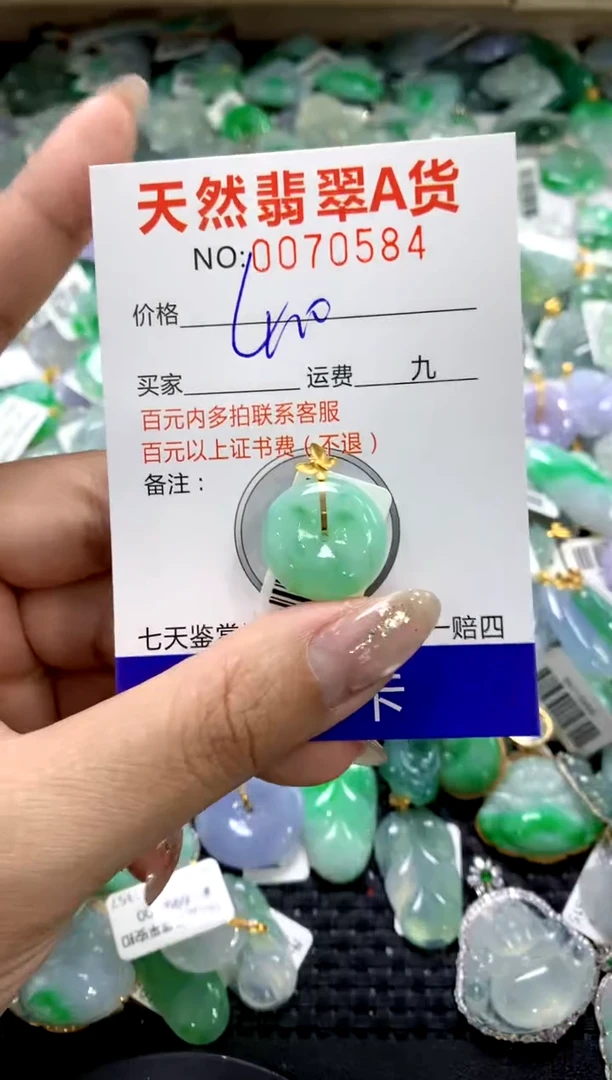 天然翡翠A货
NO:0070584
价格
买家 运费 九
百元内多拍联系客服
百元以上证书费（不退）
备注：
七天鉴赏 一赔四
卡